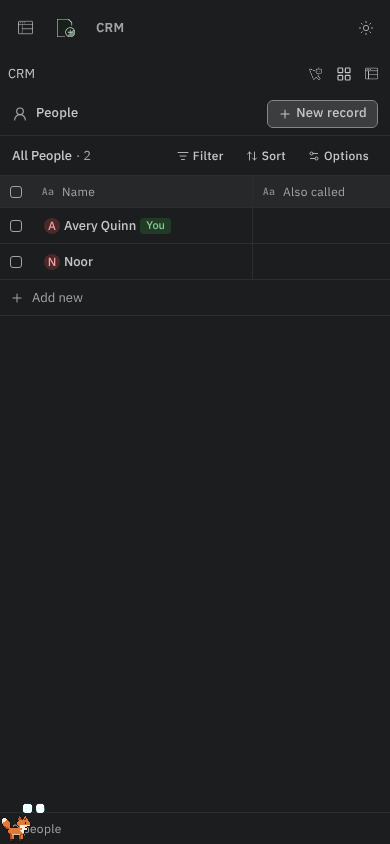 CRM
CRM
People
+ New record
All People · 2
Filter
Sort
Options
Aa Name
Aa Also called
A Avery Quinn You
N Noor
+ Add new
people